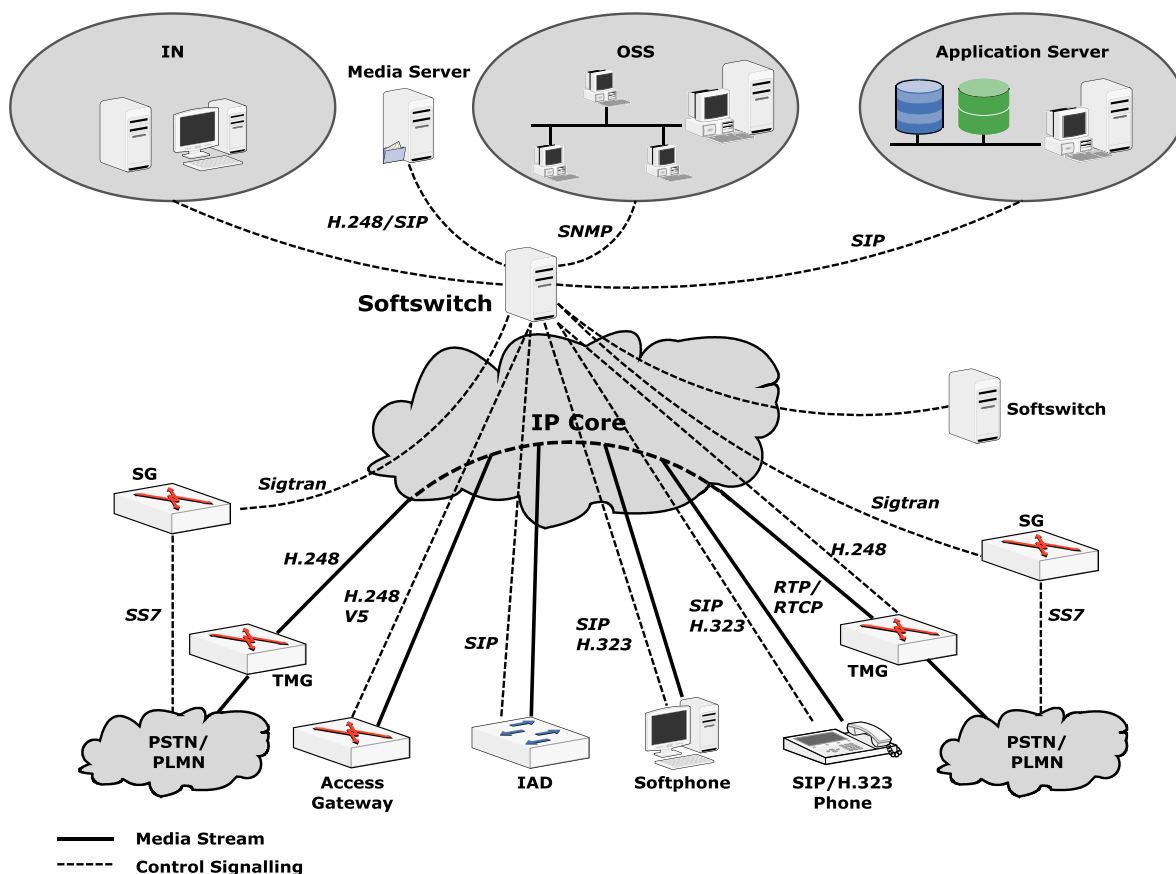 IN
OSS
Application Server
Media Server
H.248/SIP
SNMP
SIP
Softswitch
IP Core
Softswitch
SG
Sigtran
Sigtran
SG
H.248
H.248
SS7
H.248
V5
SIP
SIP
H.323
SIP
H.323
RTP/
RTCP
SS7
TMG
TMG
PSTN/
PLMN
PSTN/
PLMN
Access
Gateway
IAD
Softphone
SIP/H.323
Phone
Media Stream
Control Signalling